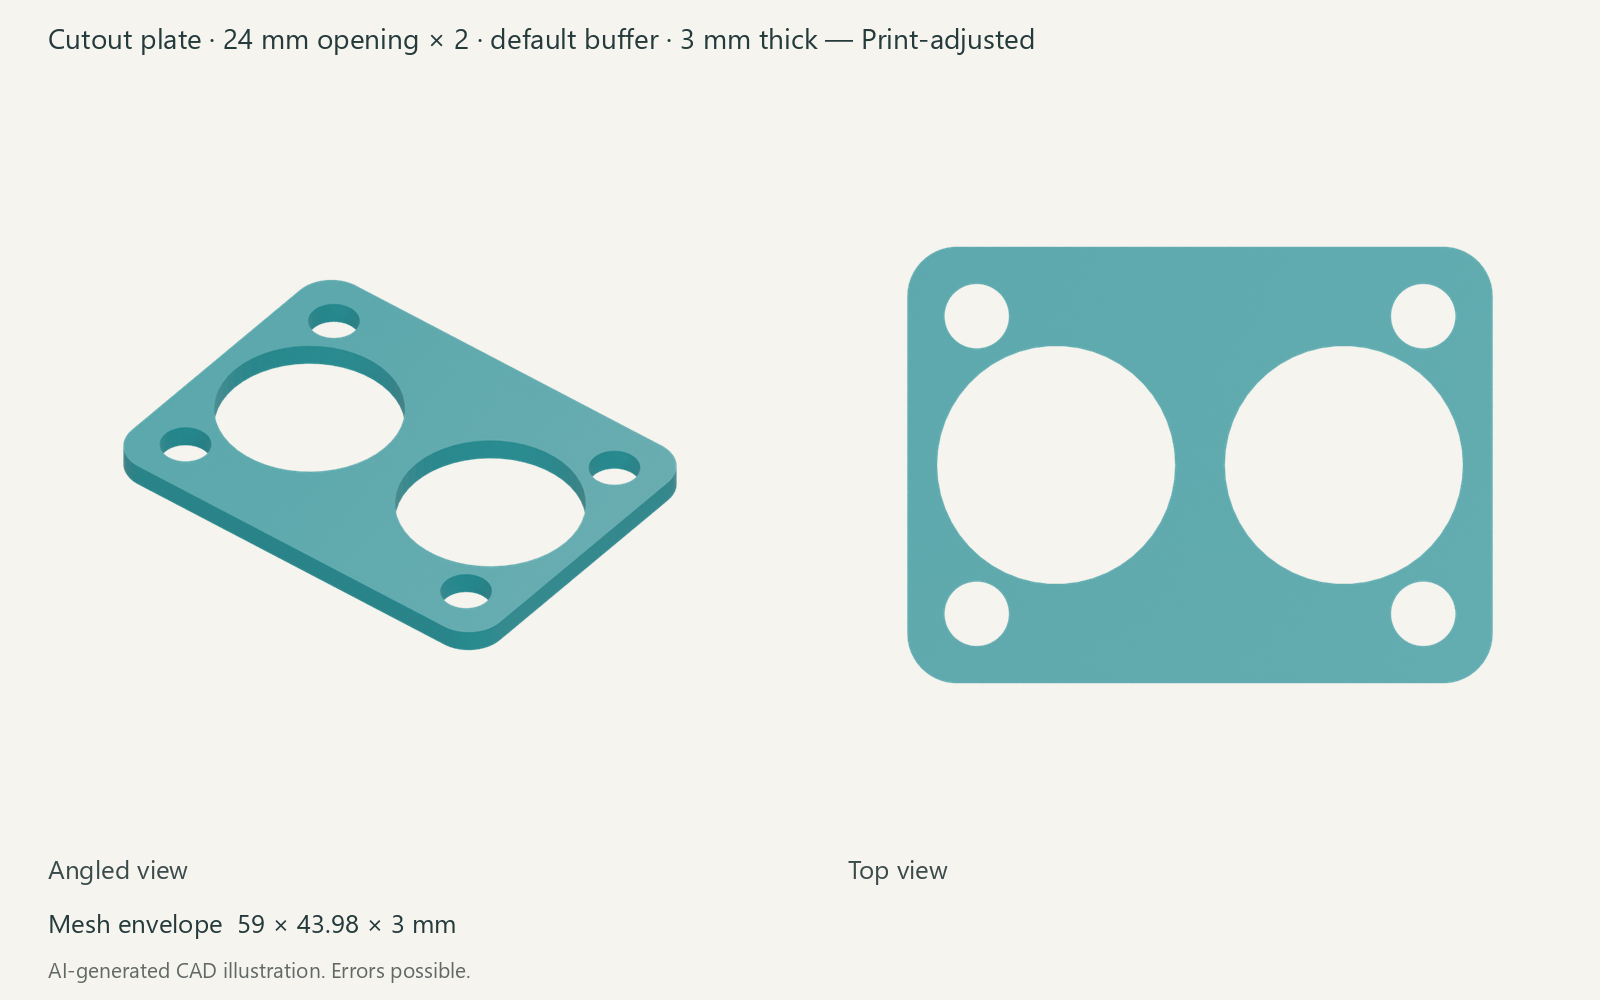 Cutout plate · 24 mm opening × 2 · default buffer · 3 mm thick — Print-adjusted
Angled view
Top view
Mesh envelope  59 × 43.98 × 3 mm
AI-generated CAD illustration. Errors possible.